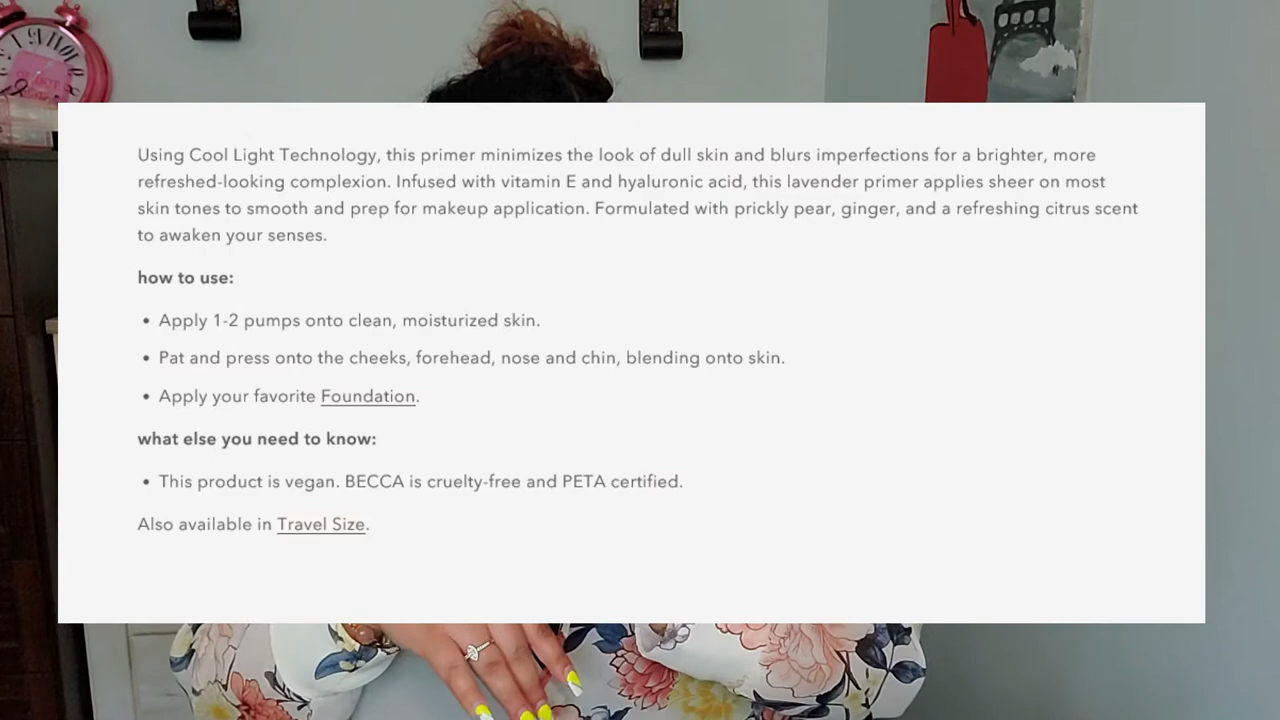 Using Cool Light Technology, this primer minimizes the look of dull skin and blurs imperfections for a brighter, more
refreshed-looking complexion. Infused with vitamin E and hyaluronic acid, this lavender primer applies sheer on most
skin tones to smooth and prep for makeup application. Formulated with prickly pear, ginger, and a refreshing citrus scent
to awaken your senses.
how to use:
• Apply 1-2 pumps onto clean, moisturized skin.
• Pat and press onto the cheeks, forehead, nose and chin, blending onto skin.
• Apply your favorite Foundation.
what else you need to know:
• This product is vegan. BECCA is cruelty-free and PETA certified.
Also available in Travel Size.